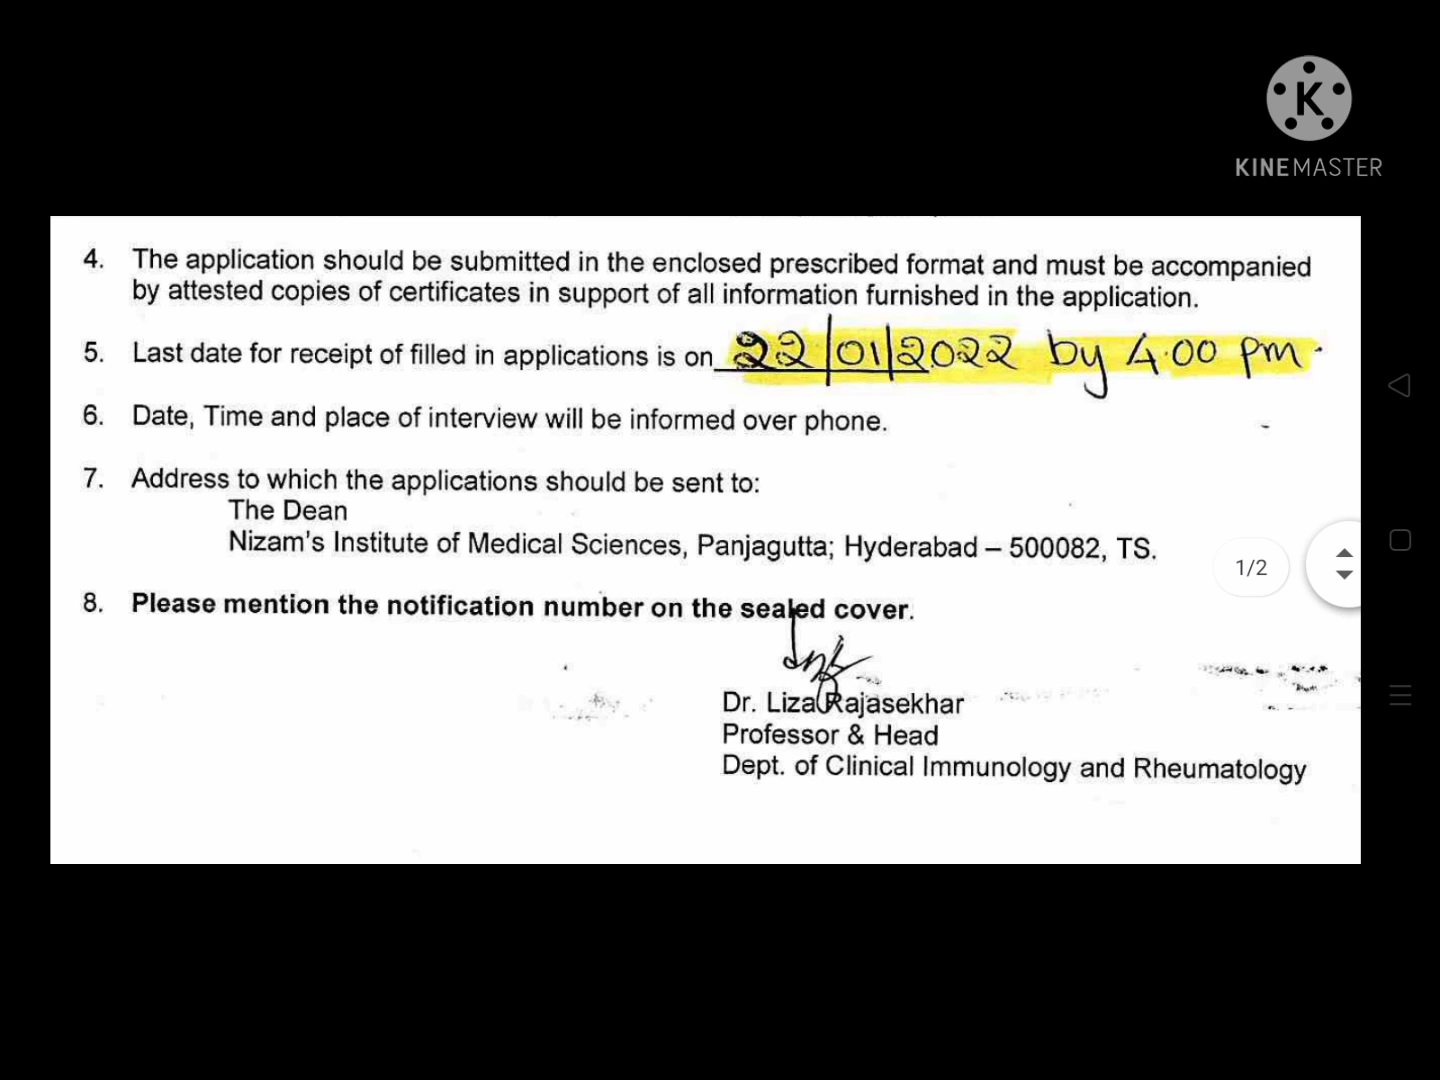 K
KINEMASTER
4. The application should be submitted in the enclosed prescribed format and must be accompanied
by attested copies of certificates in support of all information furnished in the application.
5. Last date for receipt of filled in applications is on 22/01/2022 by 4.00 pm.
6. Date, Time and place of interview will be informed over phone.
7. Address to which the applications should be sent to:
The Dean
Nizam's Institute of Medical Sciences, Panjagutta; Hyderabad – 500082, TS.
1/2
8. Please mention the notification number on the sealed cover.
Dr. Liza Rajasekhar
Professor & Head
Dept. of Clinical Immunology and Rheumatology